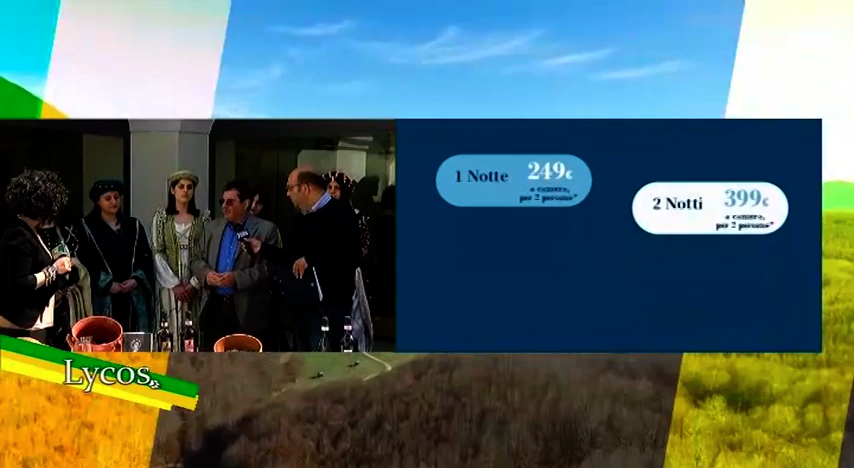 1 Notte
249€
a camera,
per 2 persone*
2 Notti
399€
a camera,
per 2 persone*
Lycos